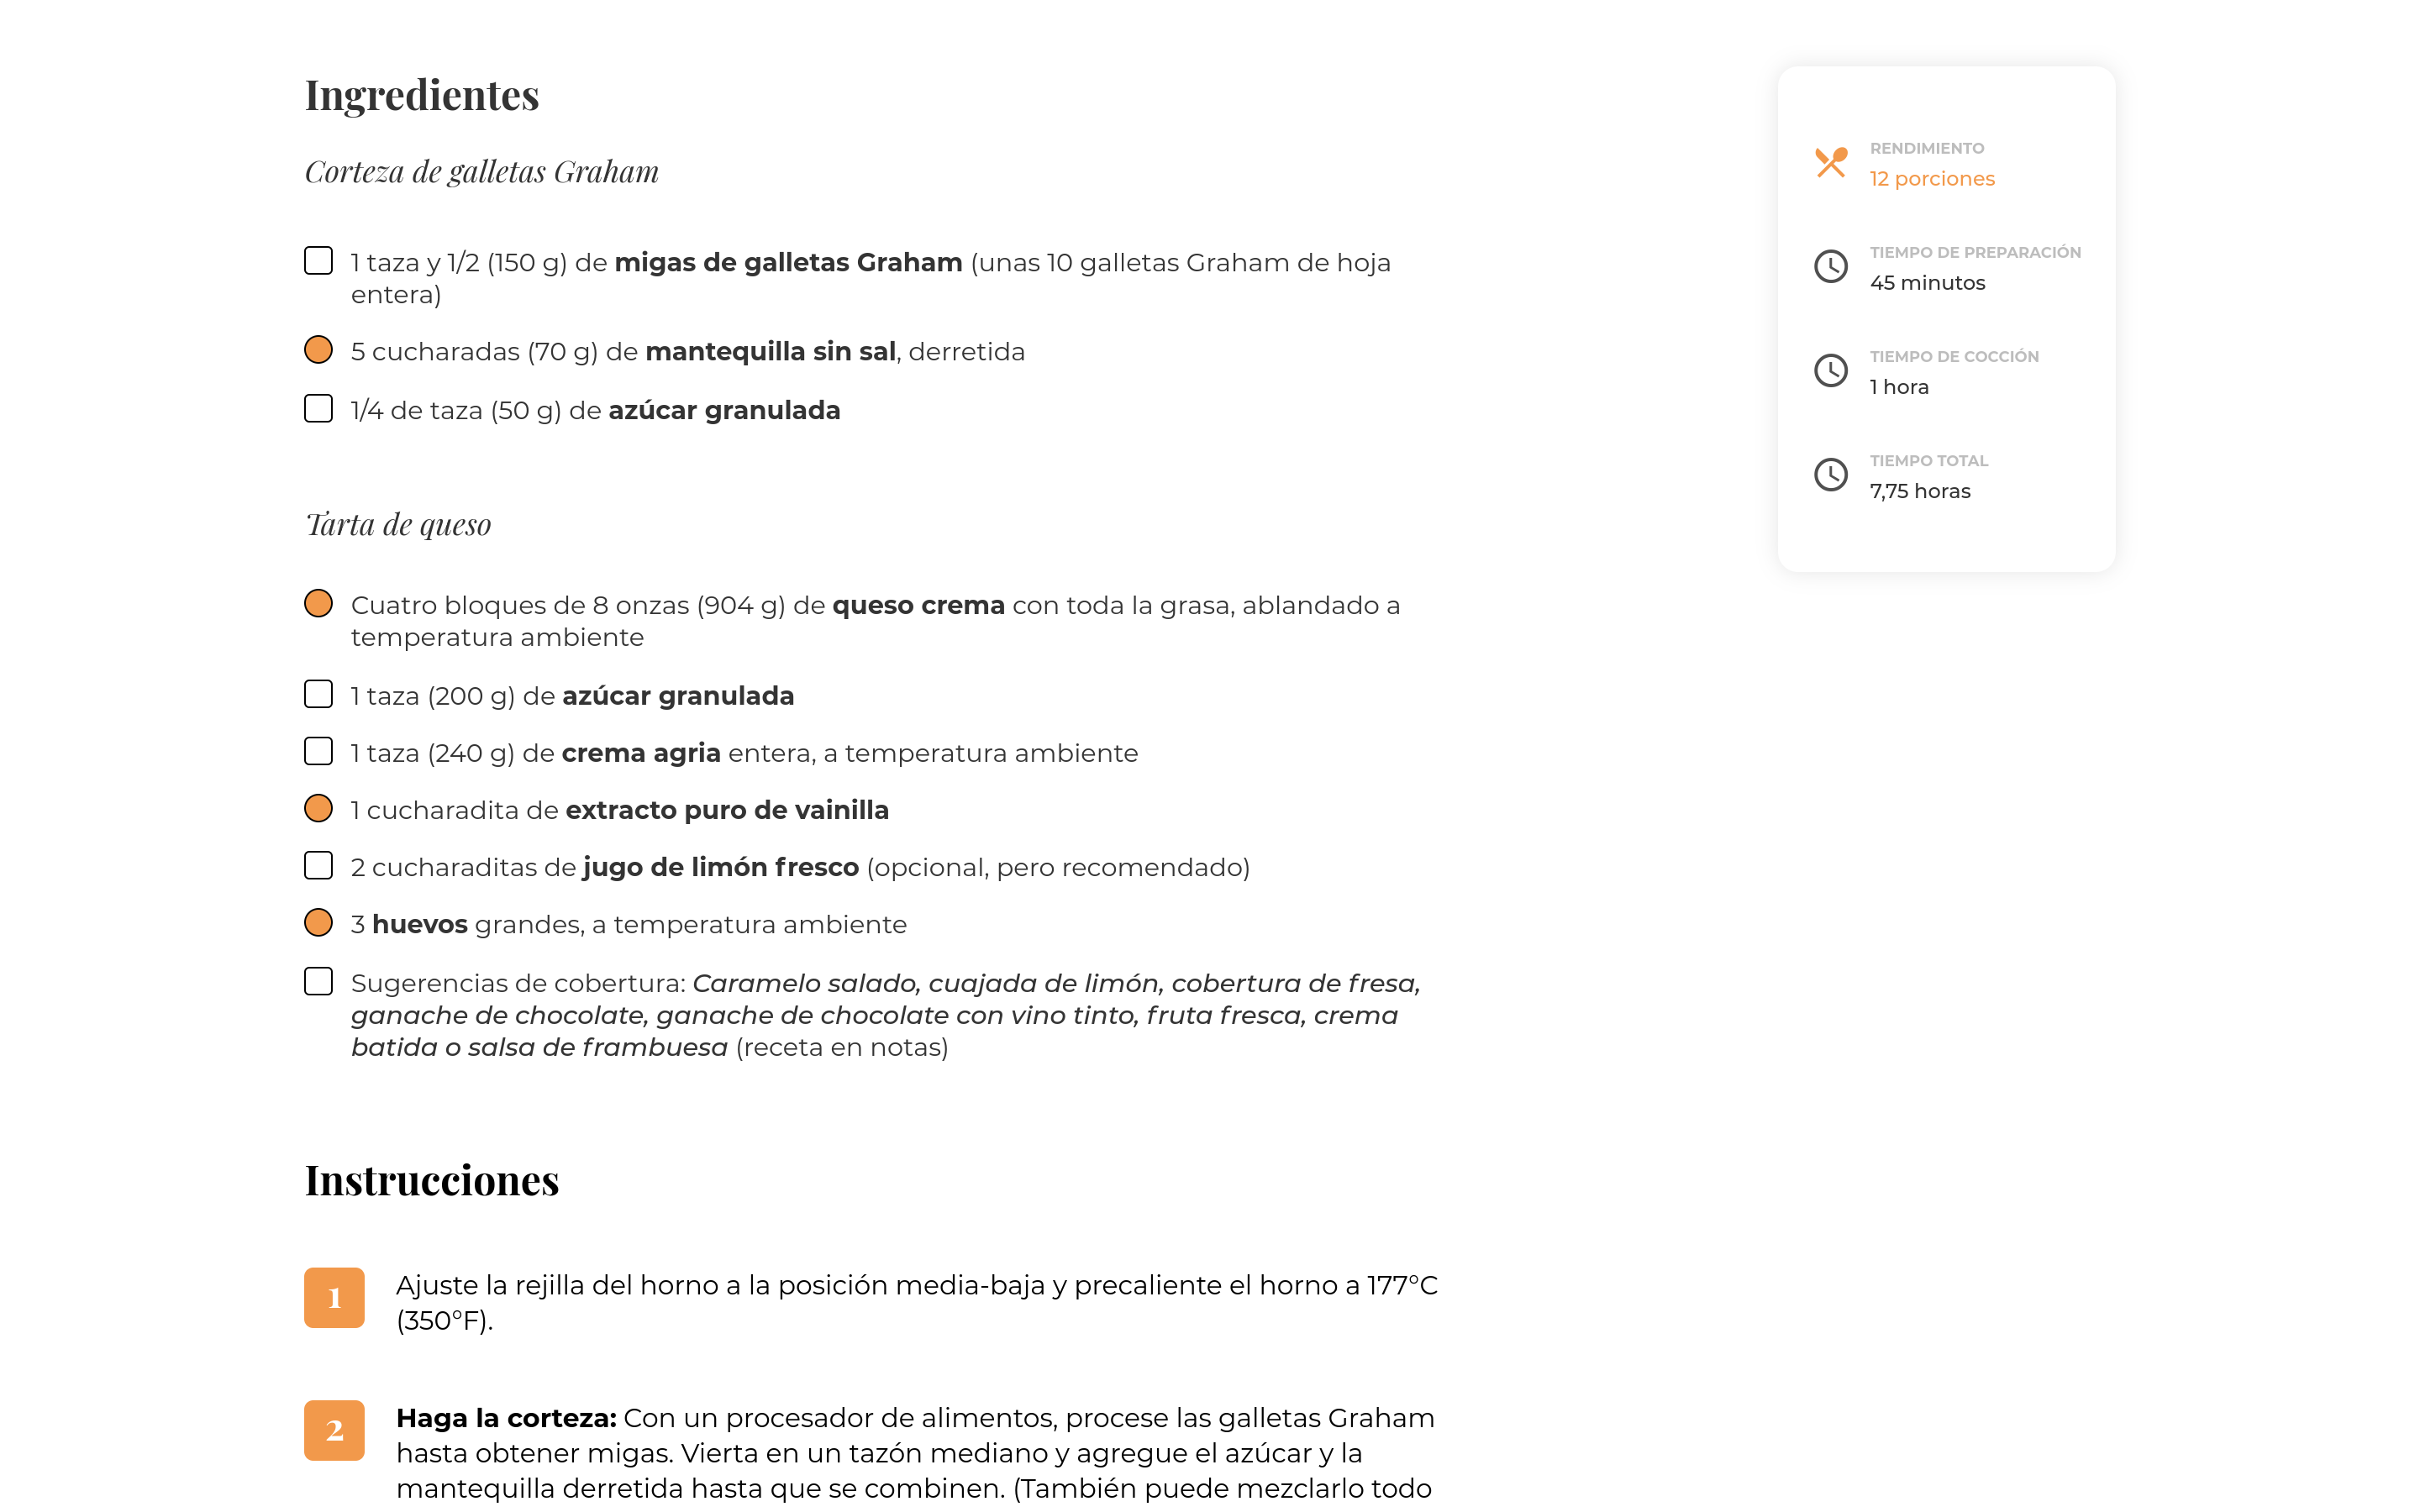 Ingredientes
Corteza de galletas Graham
1 taza y 1/2 (150 g) de migas de galletas Graham (unas 10 galletas Graham de hoja
entera)
5 cucharadas (70 g) de mantequilla sin sal, derretida
1/4 de taza (50 g) de azúcar granulada
Tarta de queso
Cuatro bloques de 8 onzas (904 g) de queso crema con toda la grasa, ablandado a
temperatura ambiente
1 taza (200 g) de azúcar granulada
1 taza (240 g) de crema agria entera, a temperatura ambiente
1 cucharadita de extracto puro de vainilla
2 cucharaditas de jugo de limón fresco (opcional, pero recomendado)
3 huevos grandes, a temperatura ambiente
Sugerencias de cobertura: Caramelo salado, cuajada de limón, cobertura de fresa,
ganache de chocolate, ganache de chocolate con vino tinto, fruta fresca, crema
batida o salsa de frambuesa (receta en notas)
Instrucciones
1
Ajuste la rejilla del horno a la posición media-baja y precaliente el horno a 177°C
(350°F).
2
Haga la corteza: Con un procesador de alimentos, procese las galletas Graham
hasta obtener migas. Vierta en un tazón mediano y agregue el azúcar y la
mantequilla derretida hasta que se combinen. (También puede mezclarlo todo
RENDIMIENTO
12 porciones
TIEMPO DE PREPARACIÓN
45 minutos
TIEMPO DE COCCIÓN
1 hora
TIEMPO TOTAL
7,75 horas